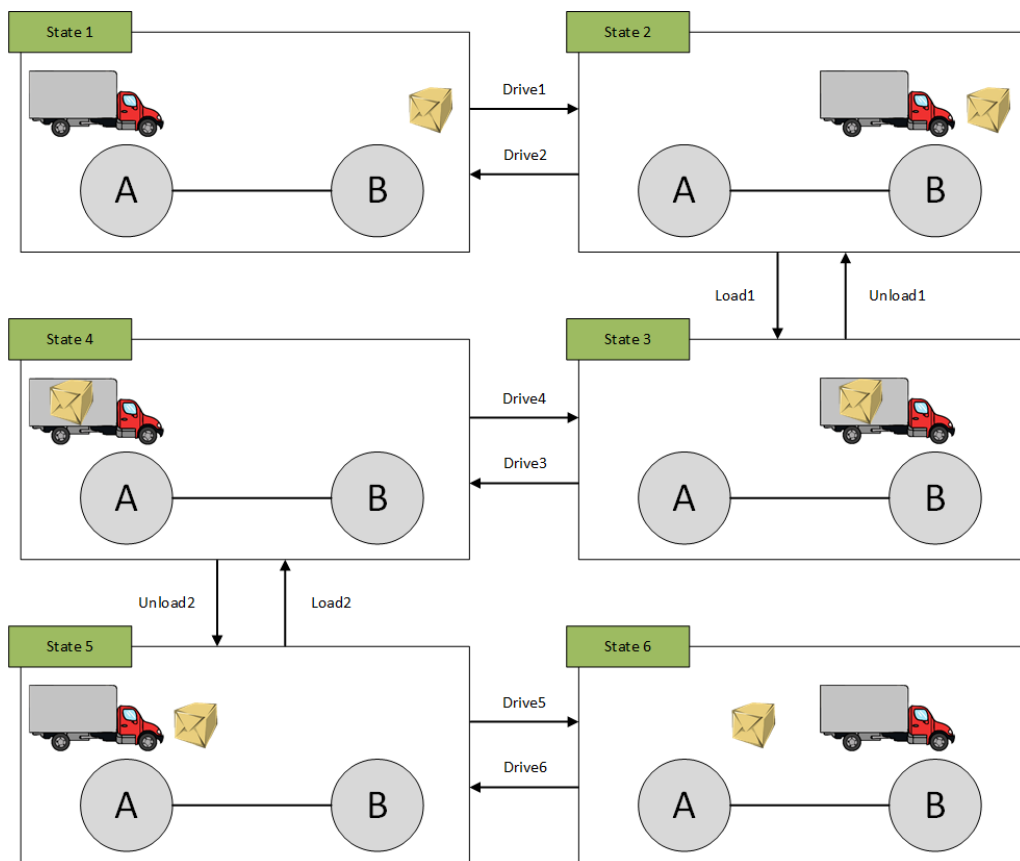 State 1
State 2
Drive1
Drive2
A
B
A
B
Load1
Unload1
State 4
State 3
Drive4
Drive3
A
B
A
B
Unload2
Load2
State 5
State 6
Drive5
Drive6
A
B
A
B